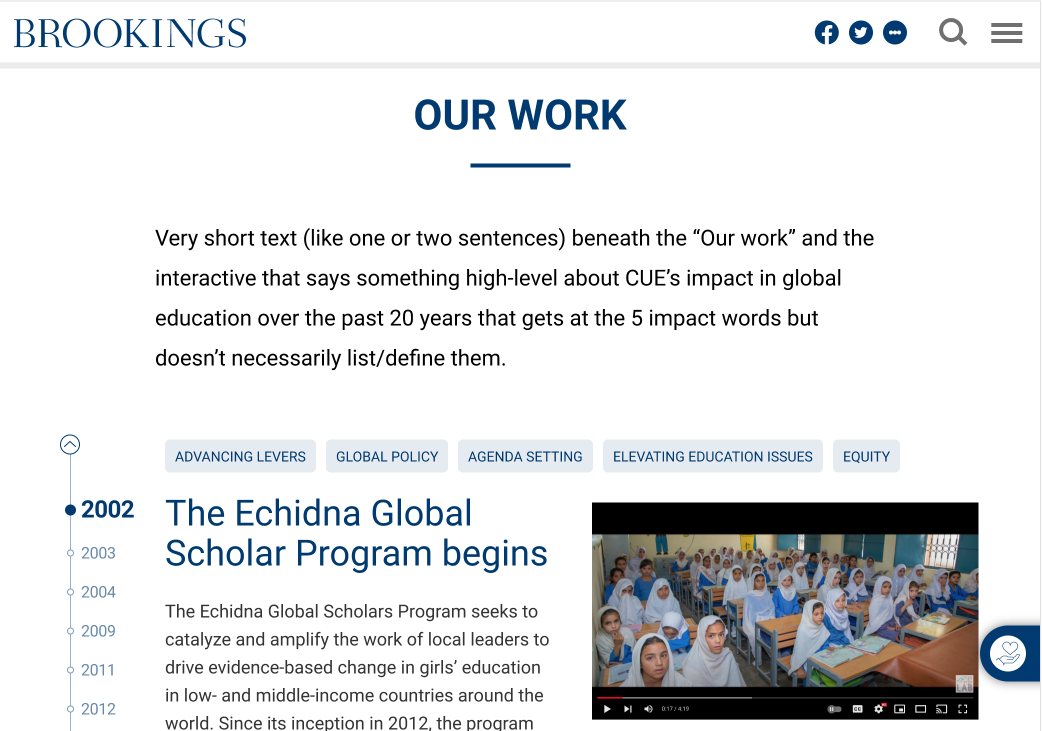 BROOKINGS
OUR WORK
Very short text (like one or two sentences) beneath the “Our work” and the
interactive that says something high-level about CUE’s impact in global
education over the past 20 years that gets at the 5 impact words but
doesn’t necessarily list/define them.
ADVANCING LEVERS GLOBAL POLICY AGENDA SETTING ELEVATING EDUCATION ISSUES EQUITY
2002
2003
2004
2009
2011
2012
The Echidna Global
Scholar Program begins
The Echidna Global Scholars Program seeks to
catalyze and amplify the work of local leaders to
drive evidence-based change in girls’ education
in low- and middle-income countries around the
world. Since its inception in 2012, the program
0:17 / 4:19
CC